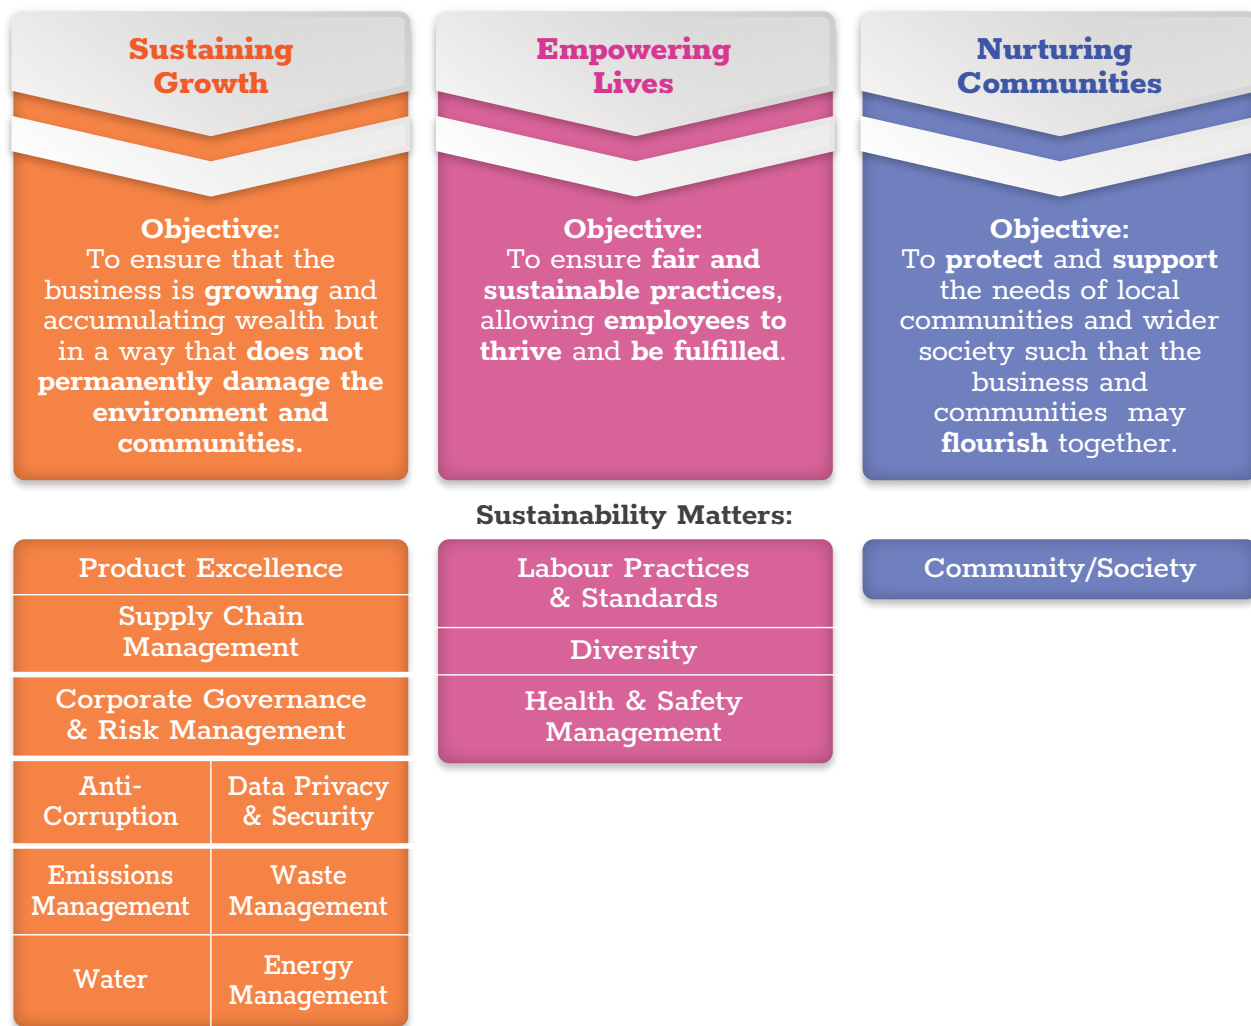 Sustaining
Growth
Objective:
To ensure that the
business is growing and
accumulating wealth but
in a way that does not
permanently damage the
environment and
communities.
Empowering
Lives
Objective:
To ensure fair and
sustainable practices,
allowing employees to
thrive and be fulfilled.
Nurturing
Communities
Objective:
To protect and support
the needs of local
communities and wider
society such that the
business and
communities may
flourish together.
Sustainability Matters:
Product Excellence
Supply Chain
Management
Corporate Governance
& Risk Management
Anti-
Corruption
Data Privacy
& Security
Emissions
Management
Waste
Management
Water
Energy
Management
Labour Practices
& Standards
Diversity
Health & Safety
Management
Community/Society